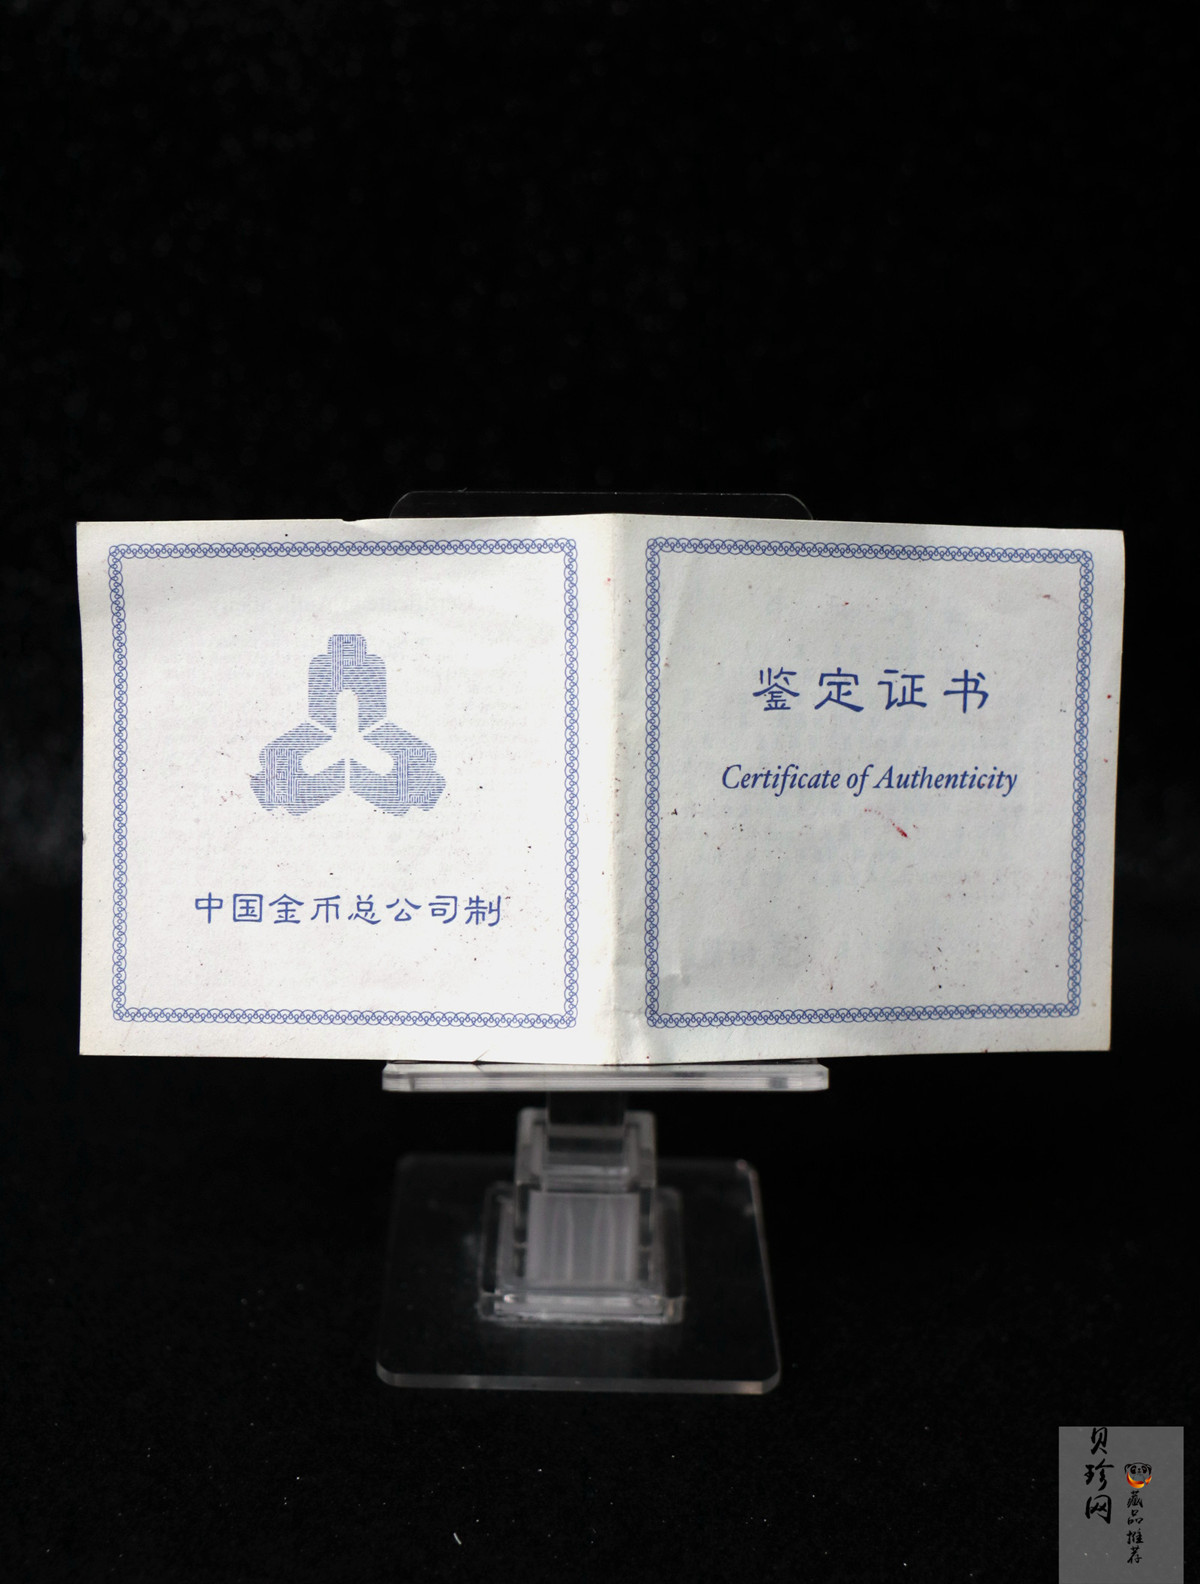 中国金币总公司制
鉴定证书
Certificate of Authenticity
贝珍网
藏品推荐